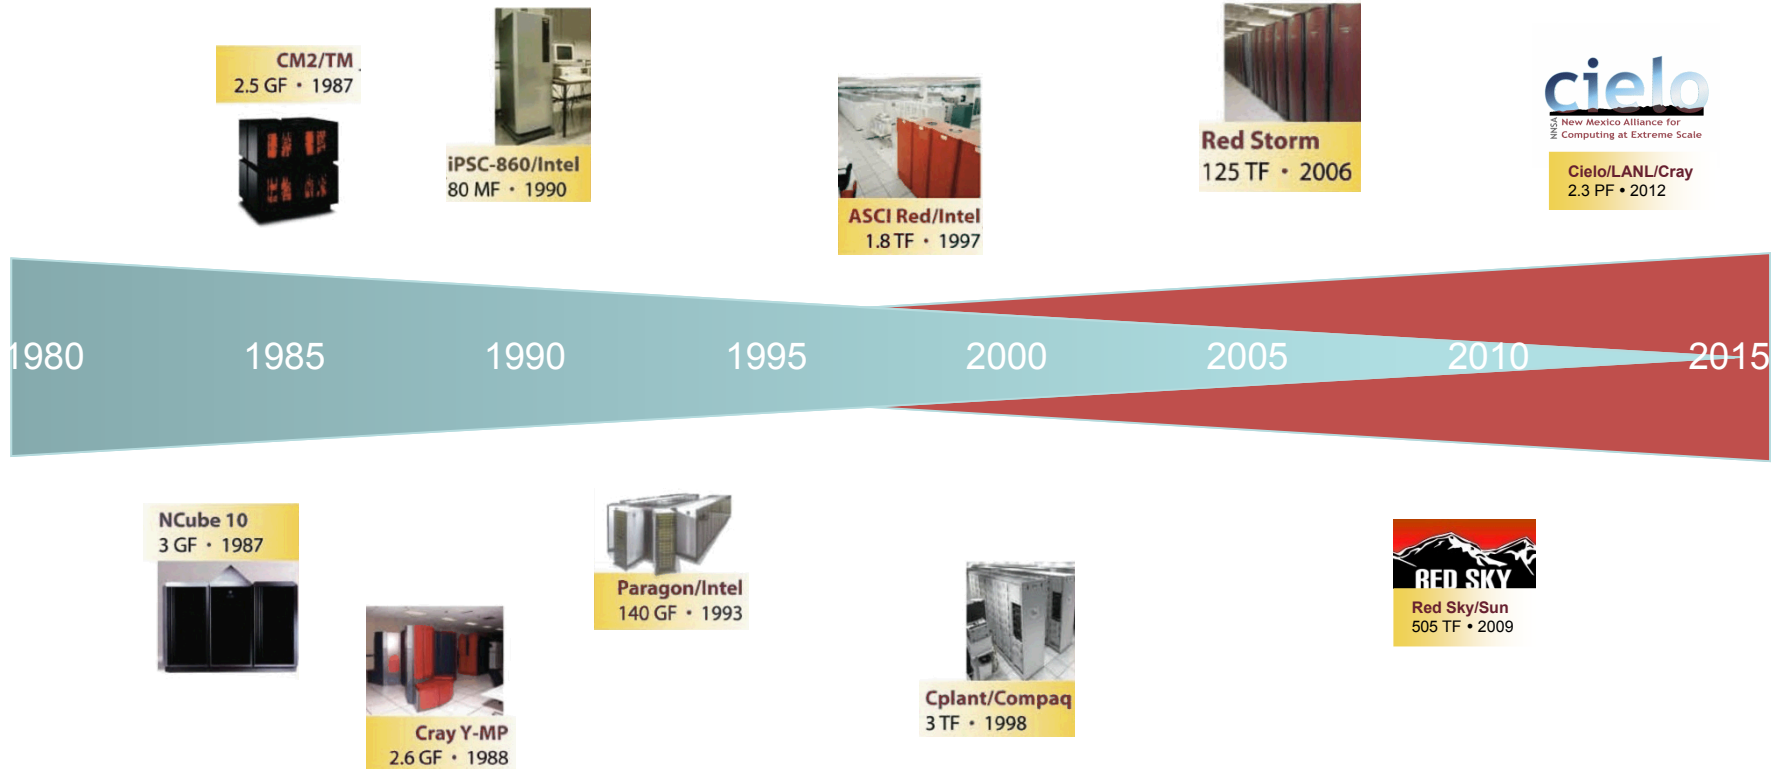 CM2/TM
2.5 GF • 1987
iPSC-860/Intel
80 MF • 1990
ASCI Red/Intel
1.8 TF • 1997
Red Storm
125 TF • 2006
cielo
NNSA
New Mexico Alliance for
Computing at Extreme Scale
Cielo/LANL/Cray
2.3 PF • 2012
1980 1985 1990 1995 2000 2005 2010 2015
NCube 10
3 GF • 1987
Cray Y-MP
2.6 GF • 1988
Paragon/Intel
140 GF • 1993
Cplant/Compaq
3 TF • 1998
RED SKY
Red Sky/Sun
505 TF • 2009